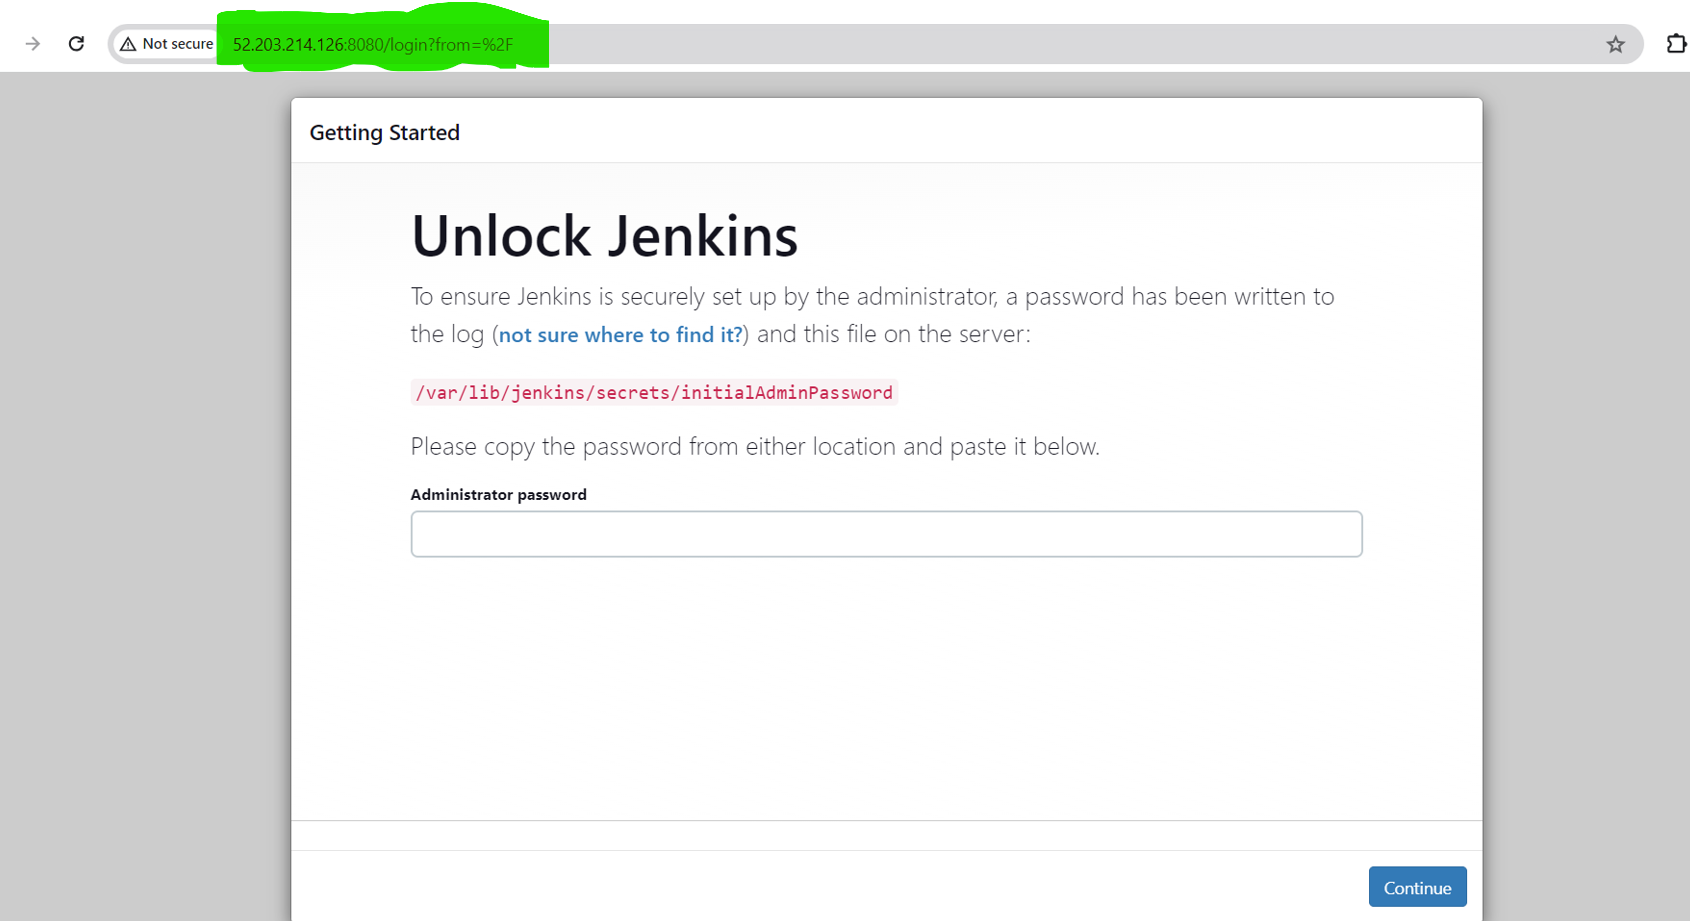 Not secure 52.203.214.126:8080/login?from=%2F
Getting Started
Unlock Jenkins
To ensure Jenkins is securely set up by the administrator, a password has been written to
the log (not sure where to find it?) and this file on the server:
/var/lib/jenkins/secrets/initialAdminPassword
Please copy the password from either location and paste it below.
Administrator password
Continue